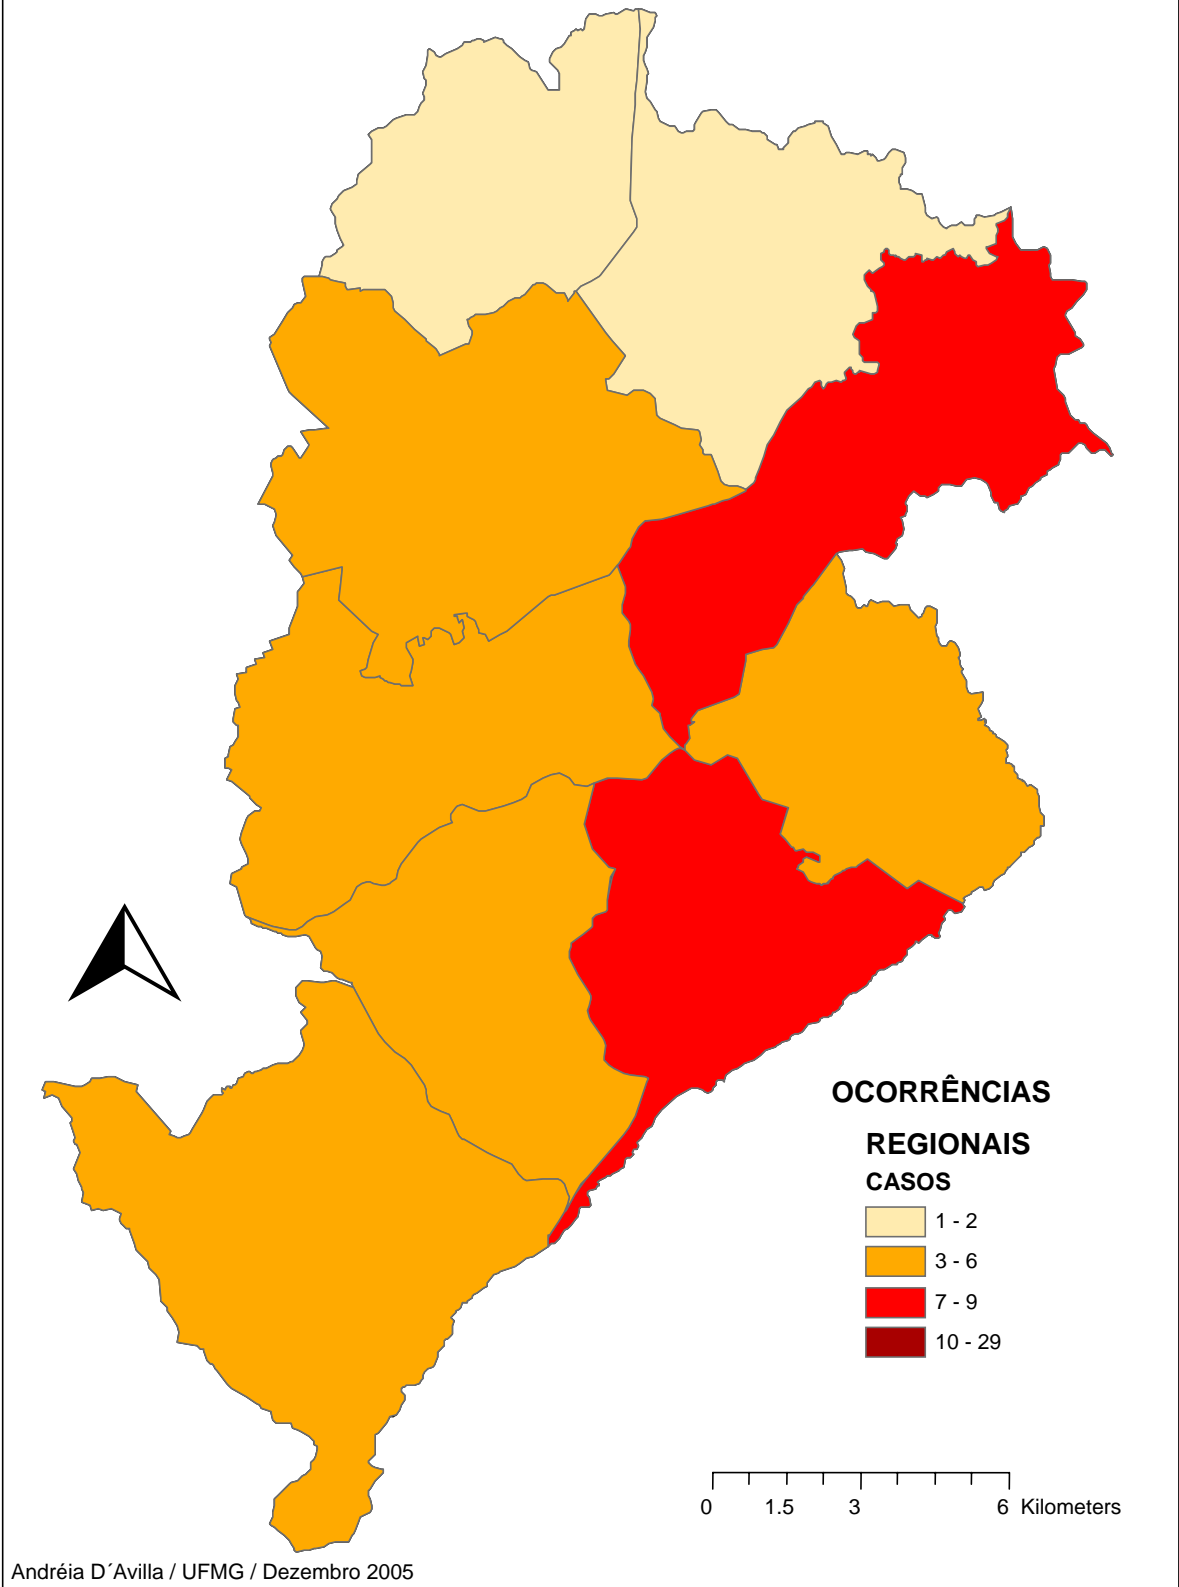 OCORRÊNCIAS
REGIONAIS
CASOS
1 - 2
3 - 6
7 - 9
10 - 29
0 1.5 3 6 Kilometers
Andréia D´Avilla / UFMG / Dezembro 2005